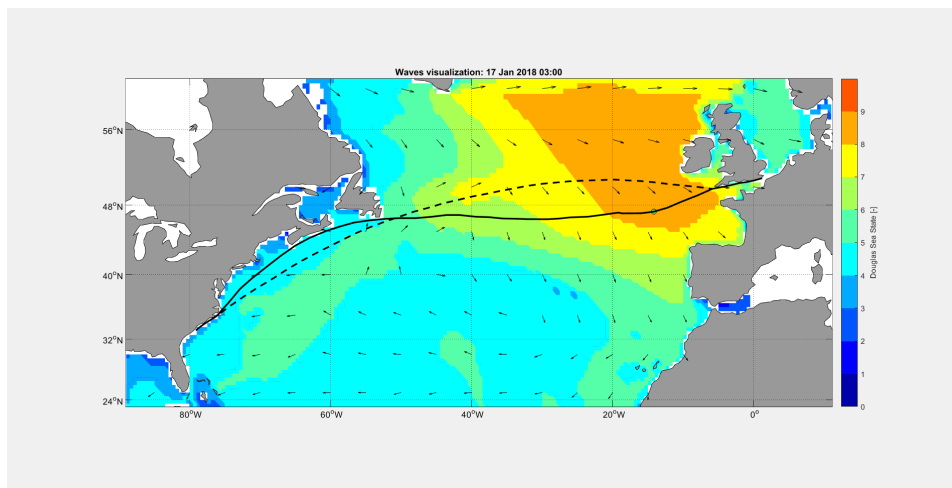 Waves visualization: 17 Jan 2018 03:00
56°N
48°N
40°N
32°N
24°N
80°W
60°W
40°W
20°W
0°
9
8
7
6
5
4
3
2
1
0
Douglas Sea State [-]